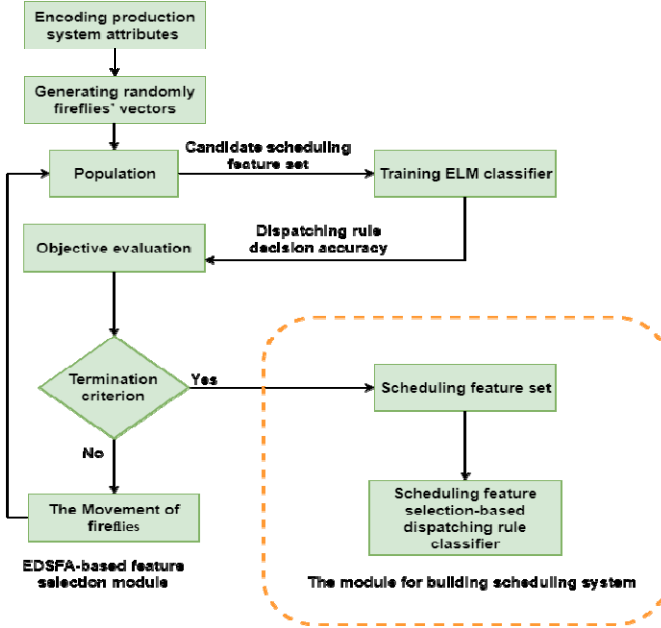 Encoding production
system attributes
Generating randomly
fireflies' vectors
Population
Candidate scheduling
feature set
Training ELM classifier
Objective evaluation
Dispatching rule
decision accuracy
Termination
criterion
Yes
Scheduling feature set
No
The Movement of
fireflies
Scheduling feature
selection-based
dispatching rule
classifier
EDSFA-based feature
selection module
The module for building scheduling system